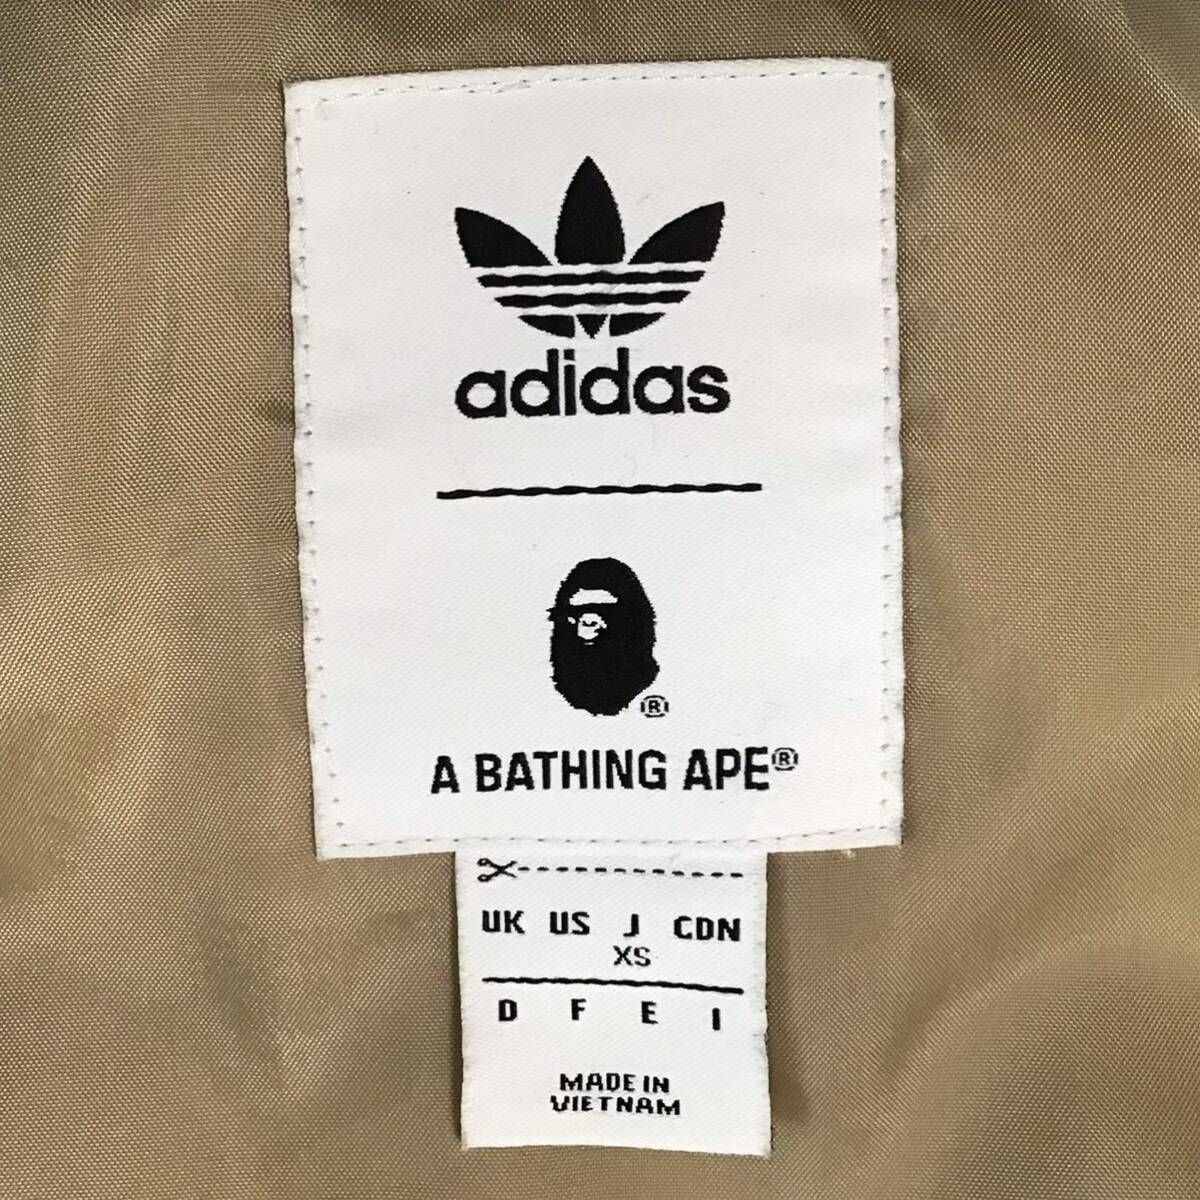 adidas
®
A BATHING APE®
UK US J CDN
XS
D F E I
MADE IN
VIETNAM